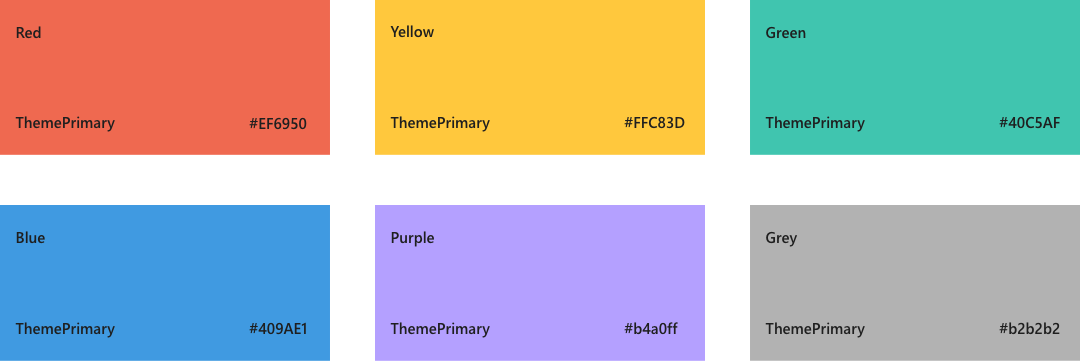 Red
ThemePrimary #EF6950
Yellow
ThemePrimary #FFC83D
Green
ThemePrimary #40C5AF
Blue
ThemePrimary #409AE1
Purple
ThemePrimary #b4a0ff
Grey
ThemePrimary #b2b2b2